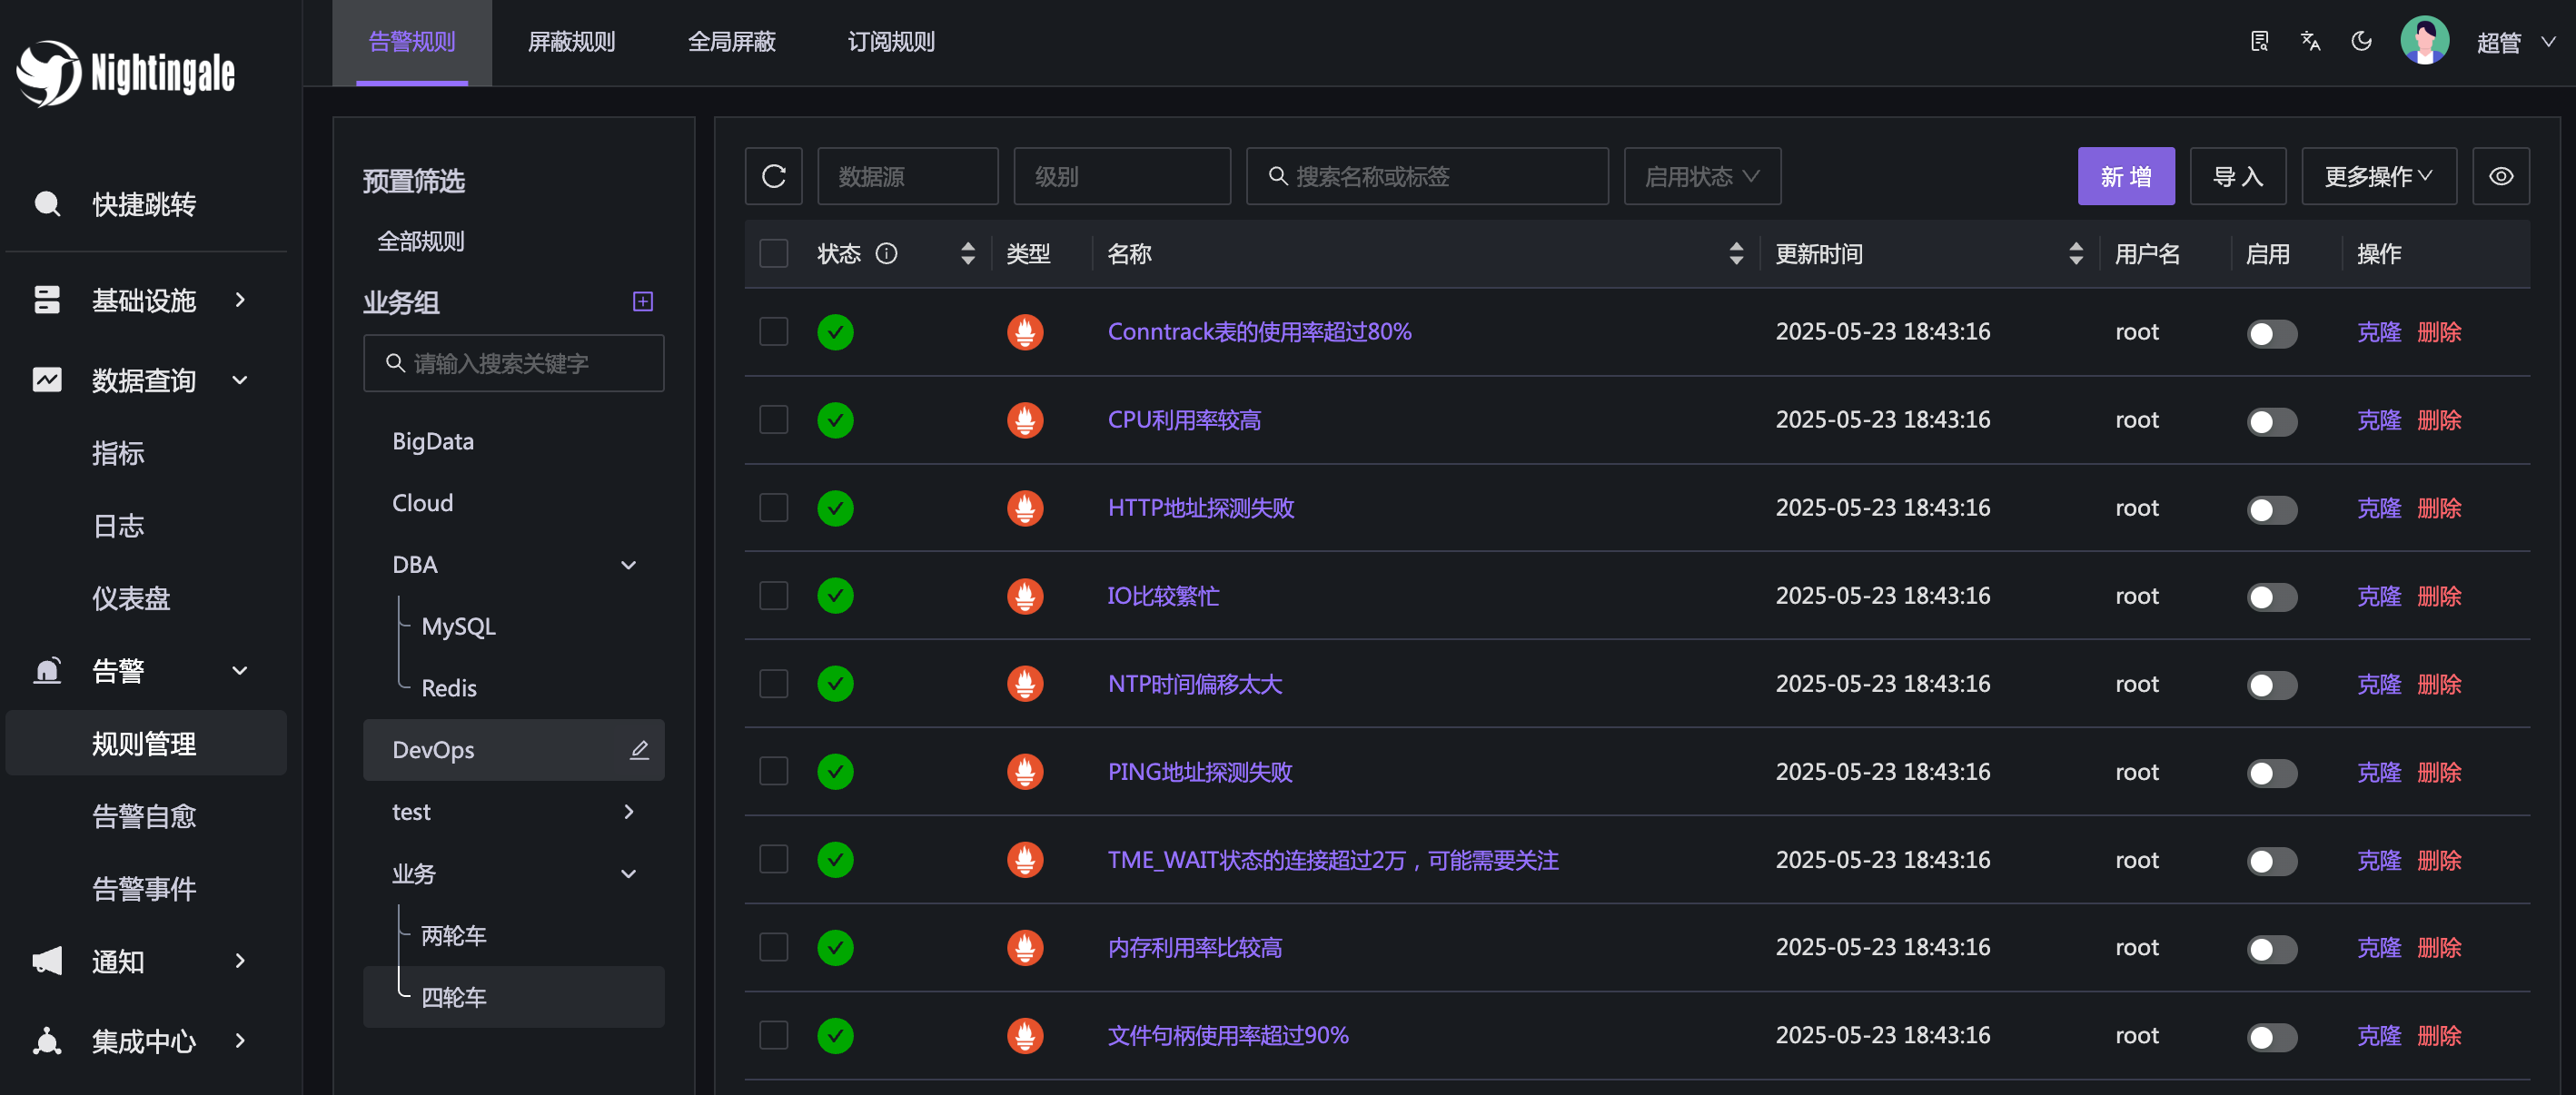 Nightingale
快捷跳转
基础设施
数据查询
指标
日志
仪表盘
告警
规则管理
告警自愈
告警事件
通知
集成中心
告警规则 屏蔽规则 全局屏蔽 订阅规则
超管
预置筛选
全部规则
业务组
请输入搜索关键字
BigData
Cloud
DBA
MySQL
Redis
DevOps
test
业务
两轮车
四轮车
数据源 级别 搜索名称或标签 启用状态 新增 导入 更多操作
状态 类型 名称 更新时间 用户名 启用 操作
Conntrack表的使用率超过80% 2025-05-23 18:43:16 root 克隆 删除
CPU利用率较高 2025-05-23 18:43:16 root 克隆 删除
HTTP地址探测失败 2025-05-23 18:43:16 root 克隆 删除
IO比较繁忙 2025-05-23 18:43:16 root 克隆 删除
NTP时间偏移太大 2025-05-23 18:43:16 root 克隆 删除
PING地址探测失败 2025-05-23 18:43:16 root 克隆 删除
TME_WAIT状态的连接超过2万，可能需要关注 2025-05-23 18:43:16 root 克隆 删除
内存利用率比较高 2025-05-23 18:43:16 root 克隆 删除
文件句柄使用率超过90% 2025-05-23 18:43:16 root 克隆 删除